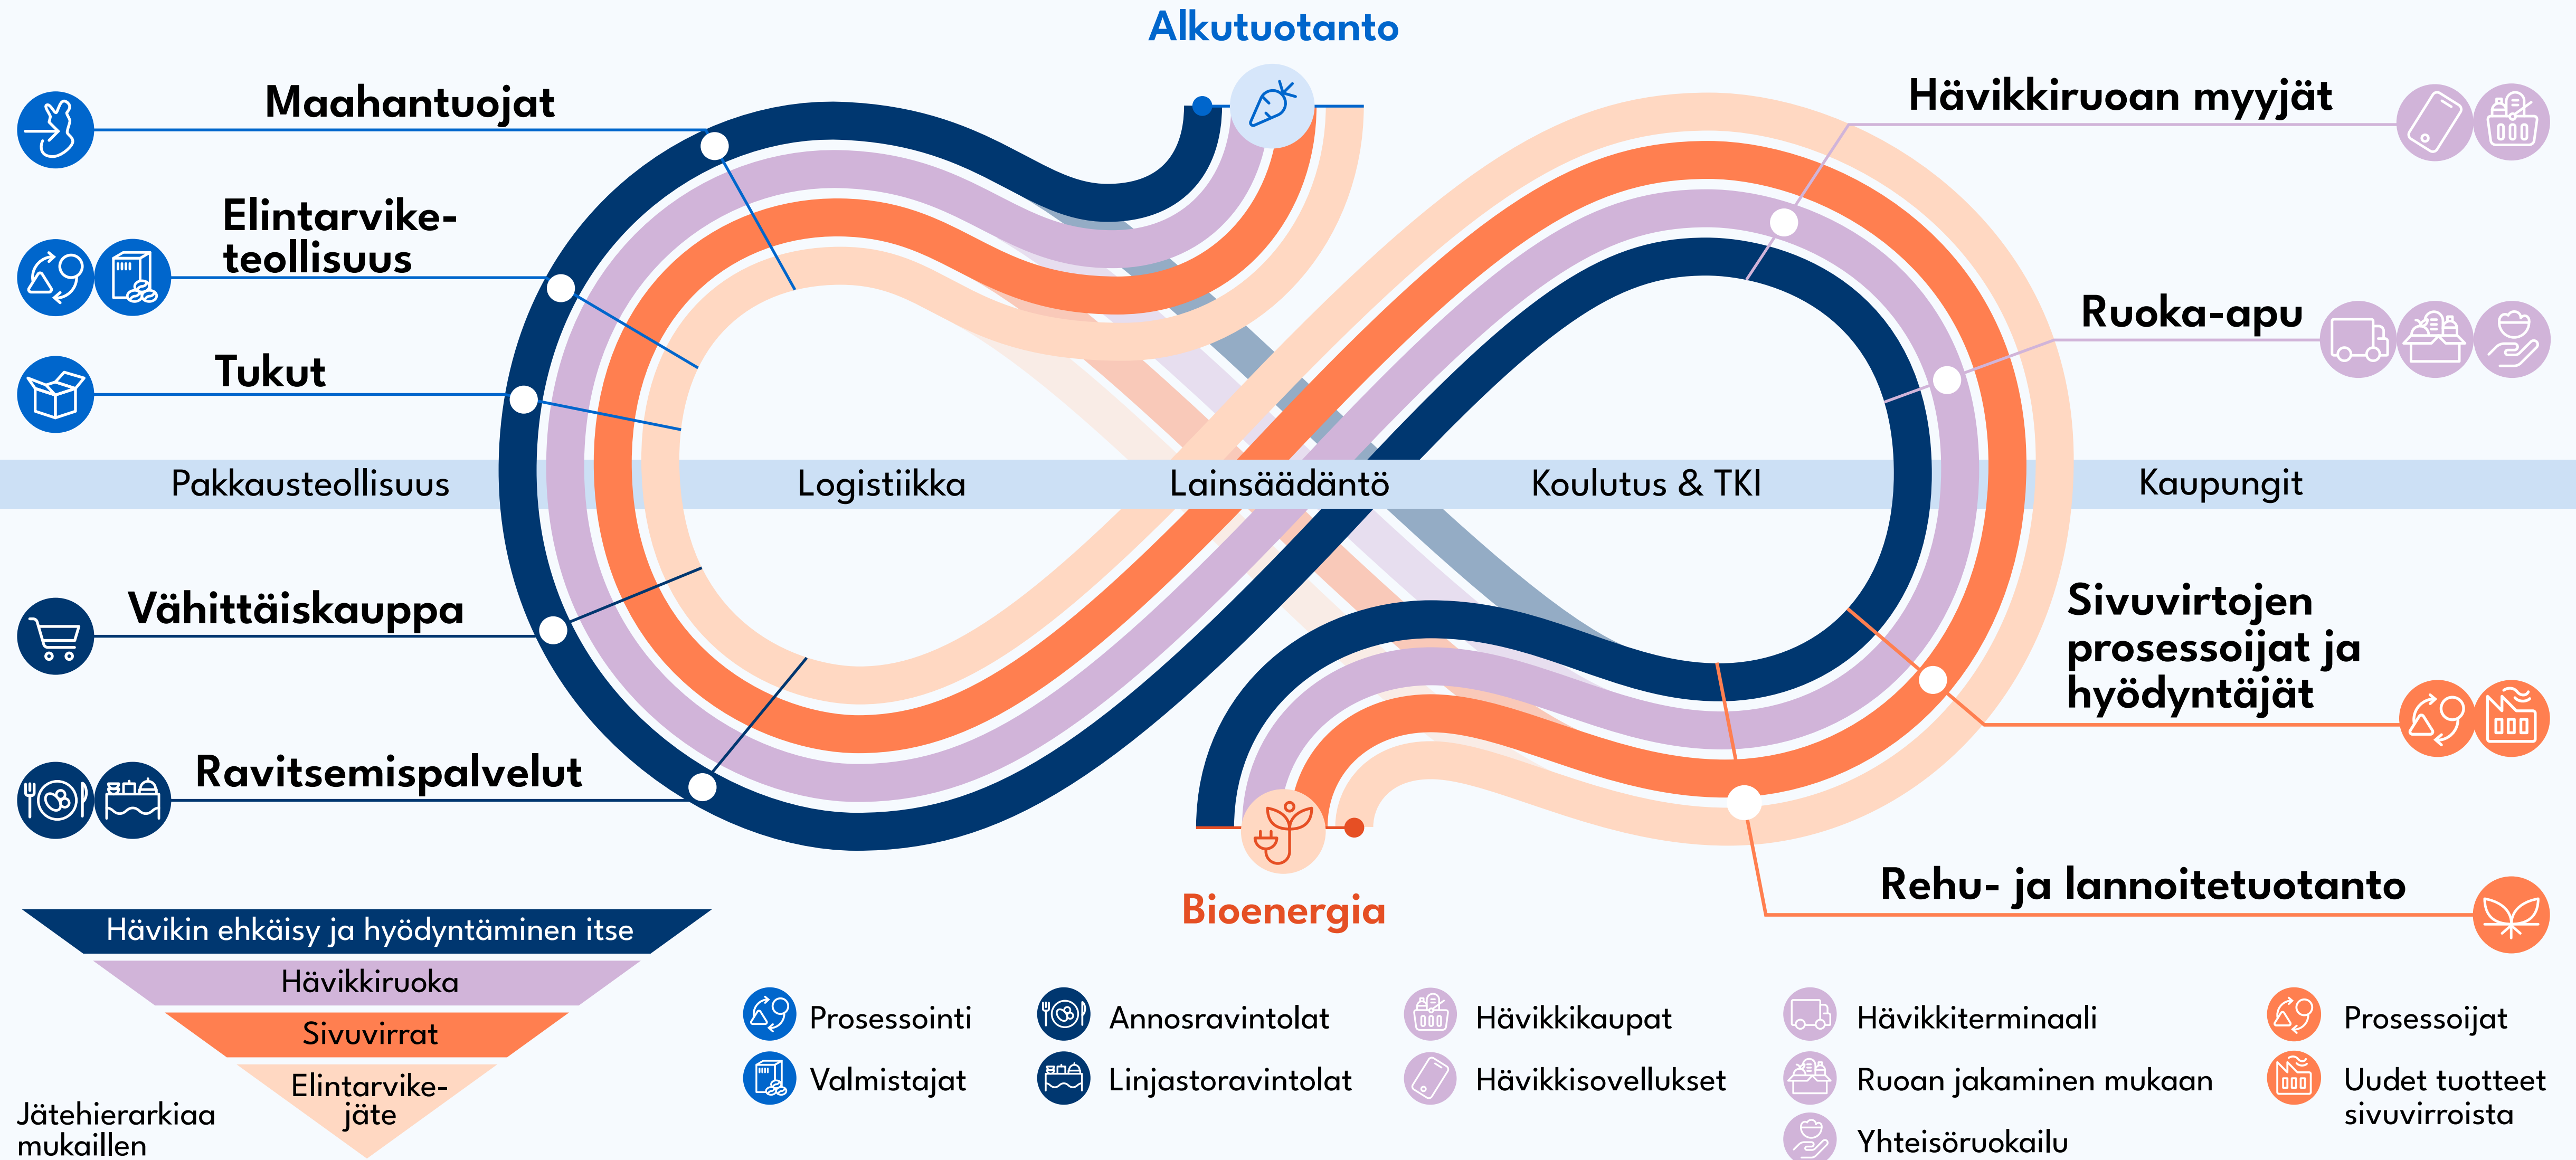 Alkutuotanto
Maahantuojat
Elintarvike-
teollisuus
Tukut
Hävikkiruoan myyjät
Ruoka-apu
Pakkausteollisuus
Logistiikka
Lainsäädäntö
Koulutus & TKI
Kaupungit
Vähittäiskauppa
Ravitsemispalvelut
Sivuvirtojen
prosessoijat ja
hyödyntäjät
Rehu- ja lannoitetuotanto
Bioenergia
Hävikin ehkäisy ja hyödyntäminen itse
Hävikkiruoka
Sivuvirrat
Elintarvike-
jäte
Jätehierarkiaa
mukaillen
Prosessointi
Valmistajat
Annosravintolat
Linjastoravintolat
Hävikkikaupat
Hävikkisovellukset
Hävikkiterminaali
Ruoan jakaminen mukaan
Yhteisöruokailu
Prosessoijat
Uudet tuotteet
sivuvirroista